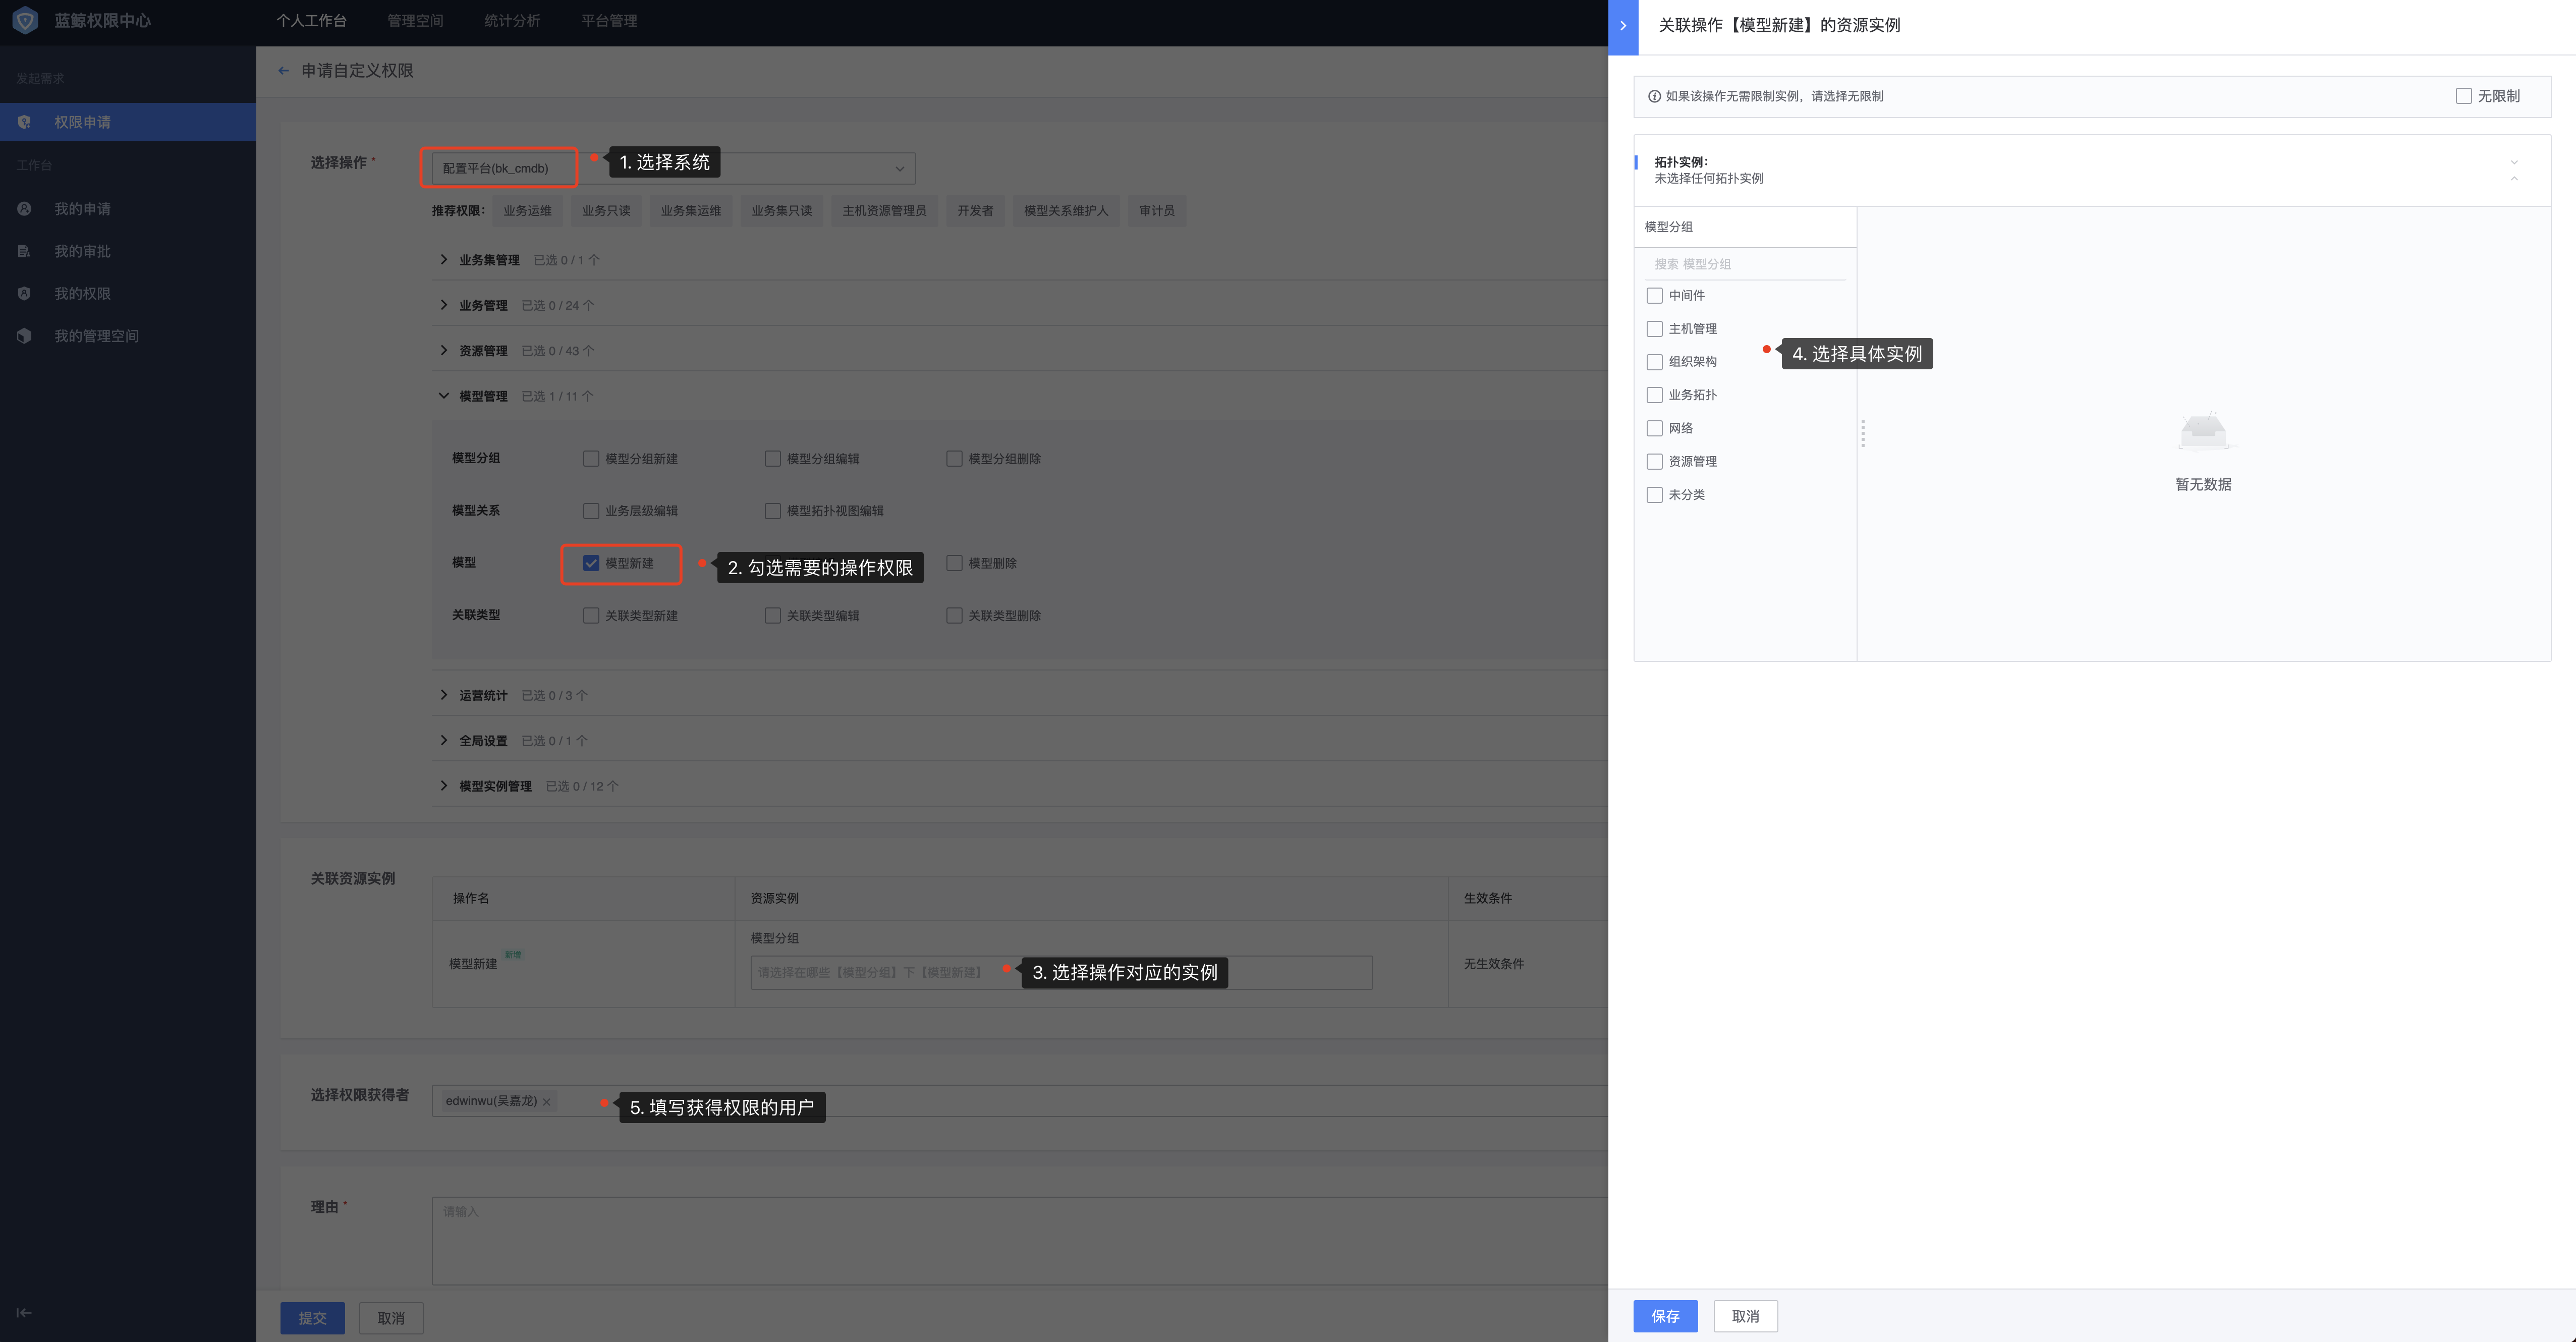 蓝鲸权限中心
个人工作台 管理空间 统计分析 平台管理
发起需求
权限申请
工作台
我的申请
我的审批
我的权限
我的管理空间
申请自定义权限
选择操作 *
配置平台(bk_cmdb)
1. 选择系统
推荐权限： 业务运维 业务只读 业务集运维 业务集只读 主机资源管理员 开发者 模型关系维护人 审计员
业务集管理 已选 0 / 1 个
业务管理 已选 0 / 24 个
资源管理 已选 0 / 43 个
模型管理 已选 1 / 11 个
模型分组 模型分组新建 模型分组编辑 模型分组删除
模型关系 业务层级编辑 模型拓扑视图编辑
模型 模型新建 2. 勾选需要的操作权限 模型删除
关联类型 关联类型新建 关联类型编辑 关联类型删除
运营统计 已选 0 / 3 个
全局设置 已选 0 / 1 个
模型实例管理 已选 0 / 12 个
关联资源实例
操作名 资源实例 生效条件
模型新建 新增
模型分组
请选择在哪些【模型分组】下【模型新建】
3. 选择操作对应的实例
无生效条件
选择权限获得者
edwinwu(吴嘉龙)
5. 填写获得权限的用户
理由 *
请输入
提交 取消
关联操作【模型新建】的资源实例
如果该操作无需限制实例，请选择无限制
无限制
拓扑实例：
未选择任何拓扑实例
模型分组
搜索 模型分组
中间件
主机管理
组织架构
业务拓扑
网络
资源管理
未分类
4. 选择具体实例
暂无数据
保存 取消